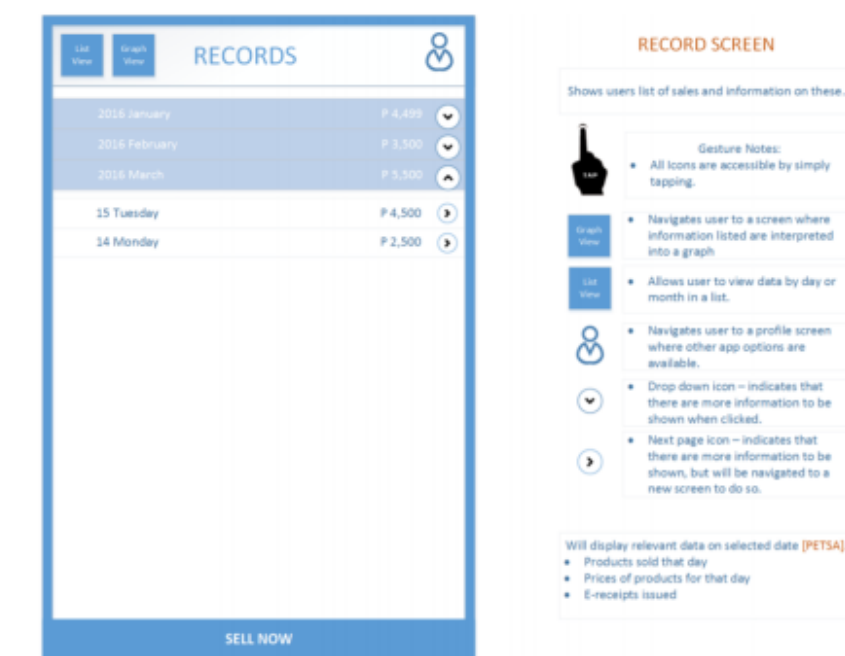 List
View
Graph
View
RECORDS
2016 January P 4,499
2016 February P 3,500
2016 March P 5,500
15 Tuesday P 4,500
14 Monday P 2,500
SELL NOW
RECORD SCREEN
Shows users list of sales and information on these.
TAP
Gesture Notes:
• All Icons are accessible by simply
tapping.
Graph
View
• Navigates user to a screen where
information listed are interpreted
into a graph
List
View
• Allows user to view data by day or
month in a list.
• Navigates user to a profile screen
where other app options are
available.
• Drop down icon – indicates that
there are more information to be
shown when clicked.
• Next page icon – indicates that
there are more information to be
shown, but will be navigated to a
new screen to do so.
Will display relevant data on selected date [PETSA]
• Products sold that day
• Prices of products for that day
• E-receipts issued